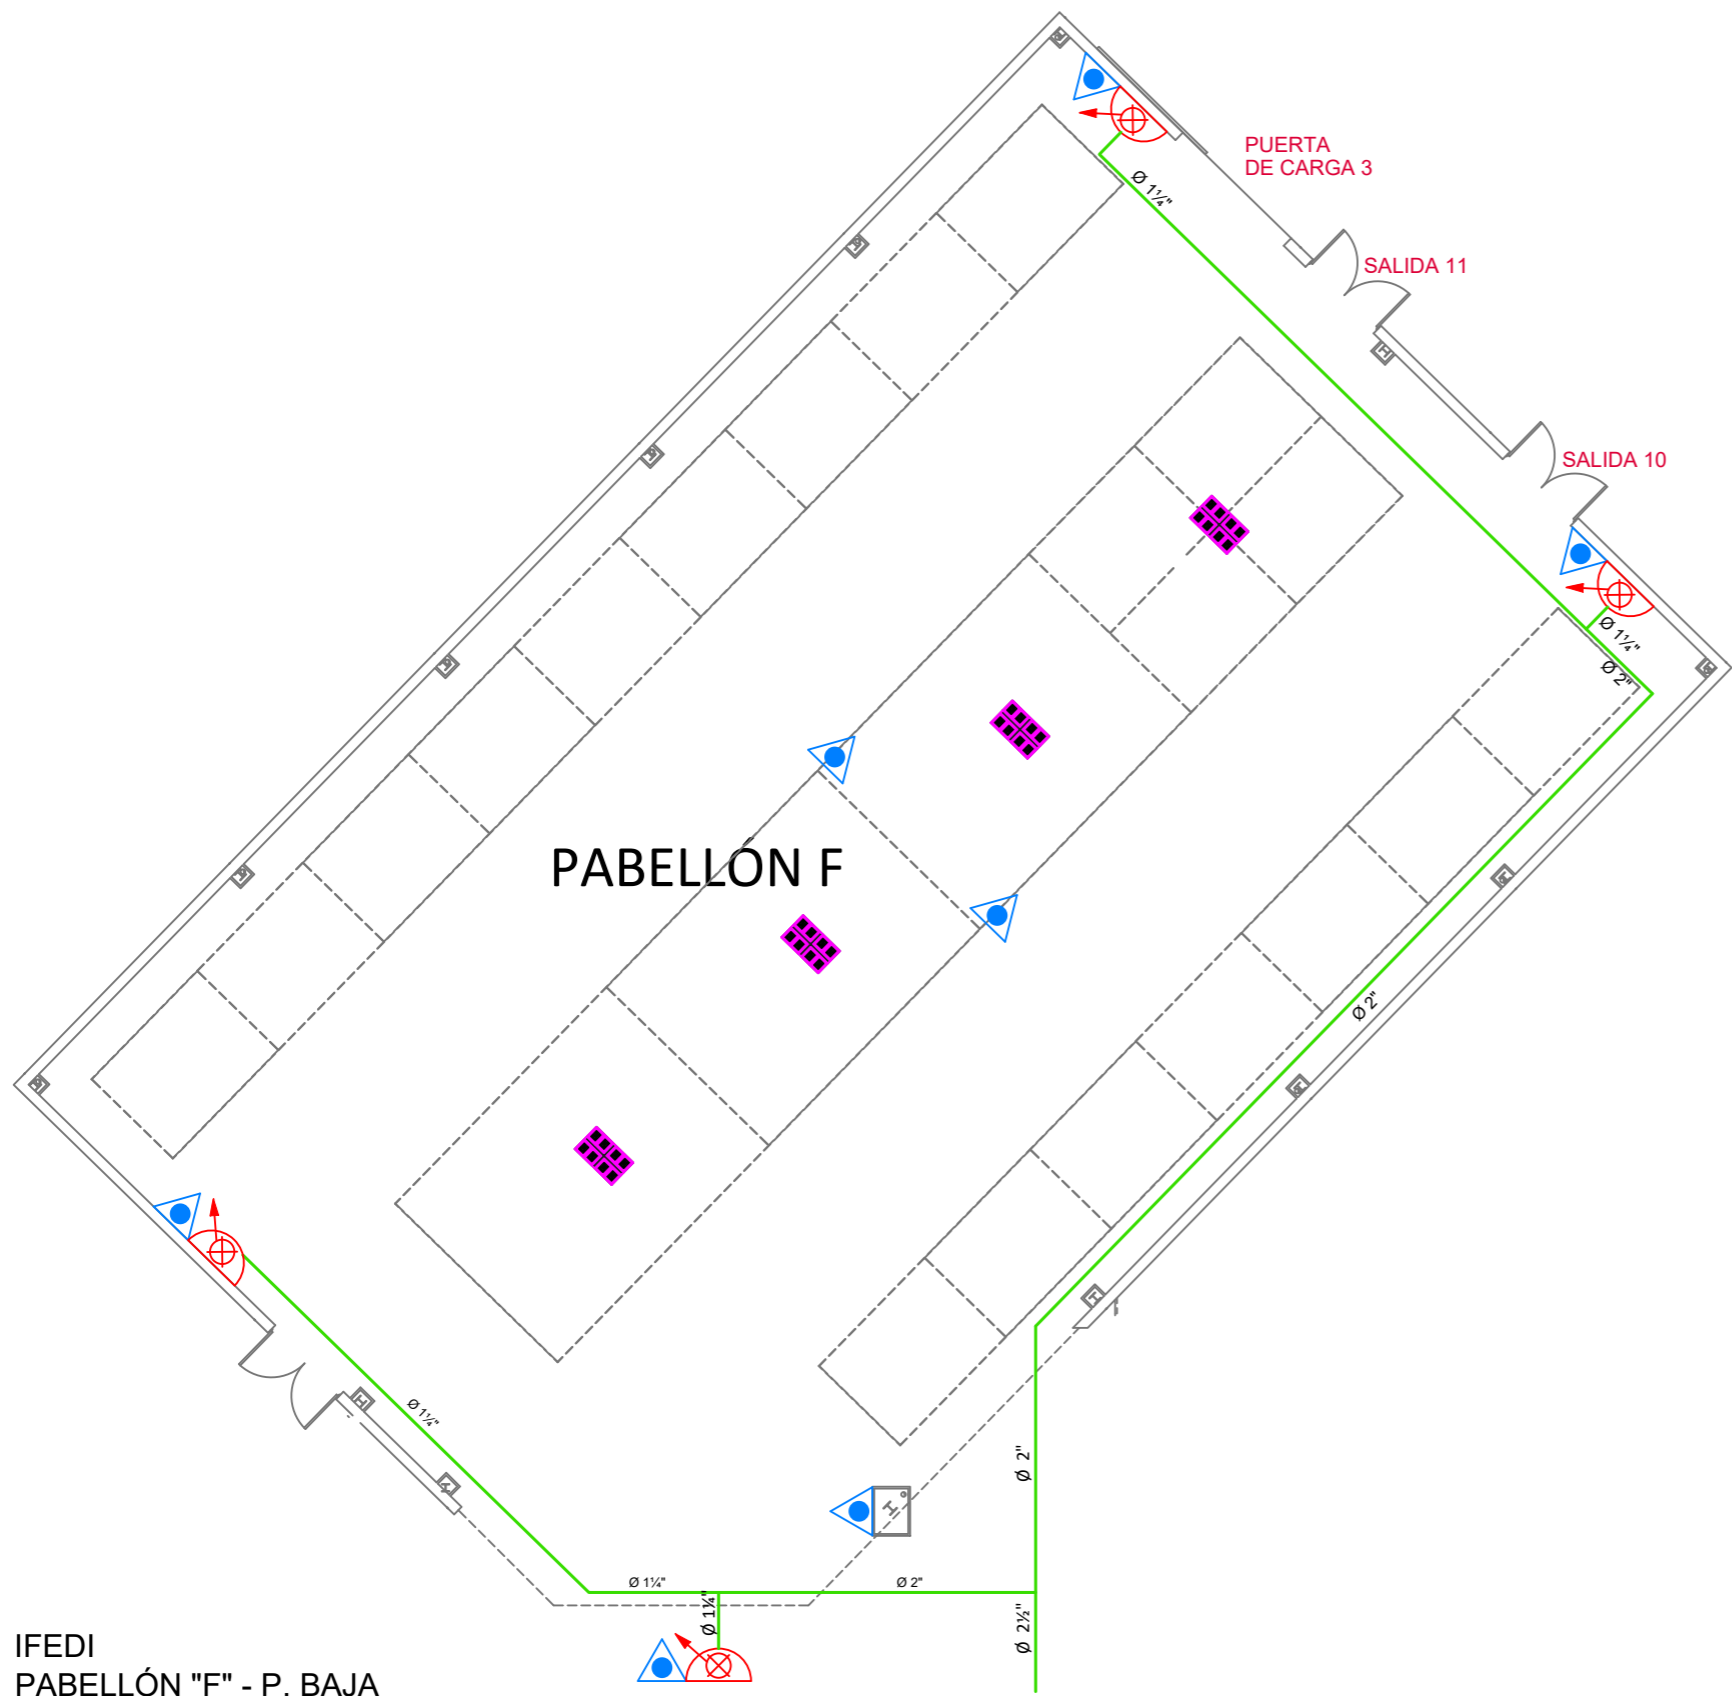 PUERTA
DE CARGA 3
Ø 1¼"
SALIDA 11
SALIDA 10
Ø 1¼"
Ø 2"
PABELLÓN F
Ø 2"
Ø 1¼"
Ø 2"
Ø 1¼"
Ø 1¼"
Ø 2"
Ø 2½"
IFEDI
PABELLÓN "F" - P. BAJA